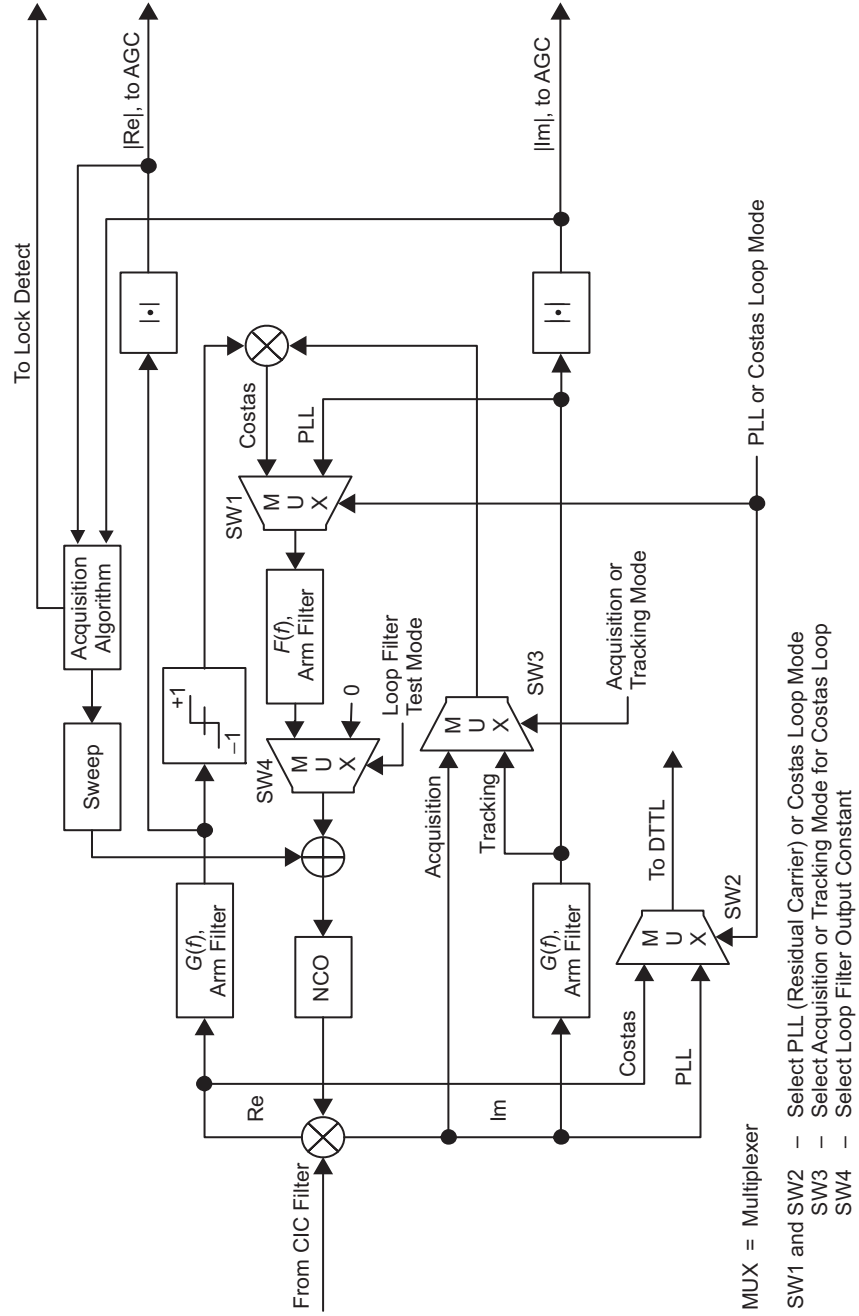 To Lock Detect
|Re|, to AGC
|Im|, to AGC
Acquisition
Algorithm
Sweep
|•|
+1
–1
G(f),
Arm Filter
Re
From CIC Filter
NCO
SW4
M
U
X
0
Loop Filter
Test Mode
F(f),
Arm Filter
SW1
M
U
X
Costas
PLL
Im
Acquisition
Tracking
M
U
X
SW3
Acquisition or
Tracking Mode
G(f),
Arm Filter
|•|
Costas
PLL
M
U
X
SW2
To DTTL
PLL or Costas Loop Mode
MUX = Multiplexer
SW1 and SW2 – Select PLL (Residual Carrier) or Costas Loop Mode
SW3 – Select Acquisition or Tracking Mode for Costas Loop
SW4 – Select Loop Filter Output Constant